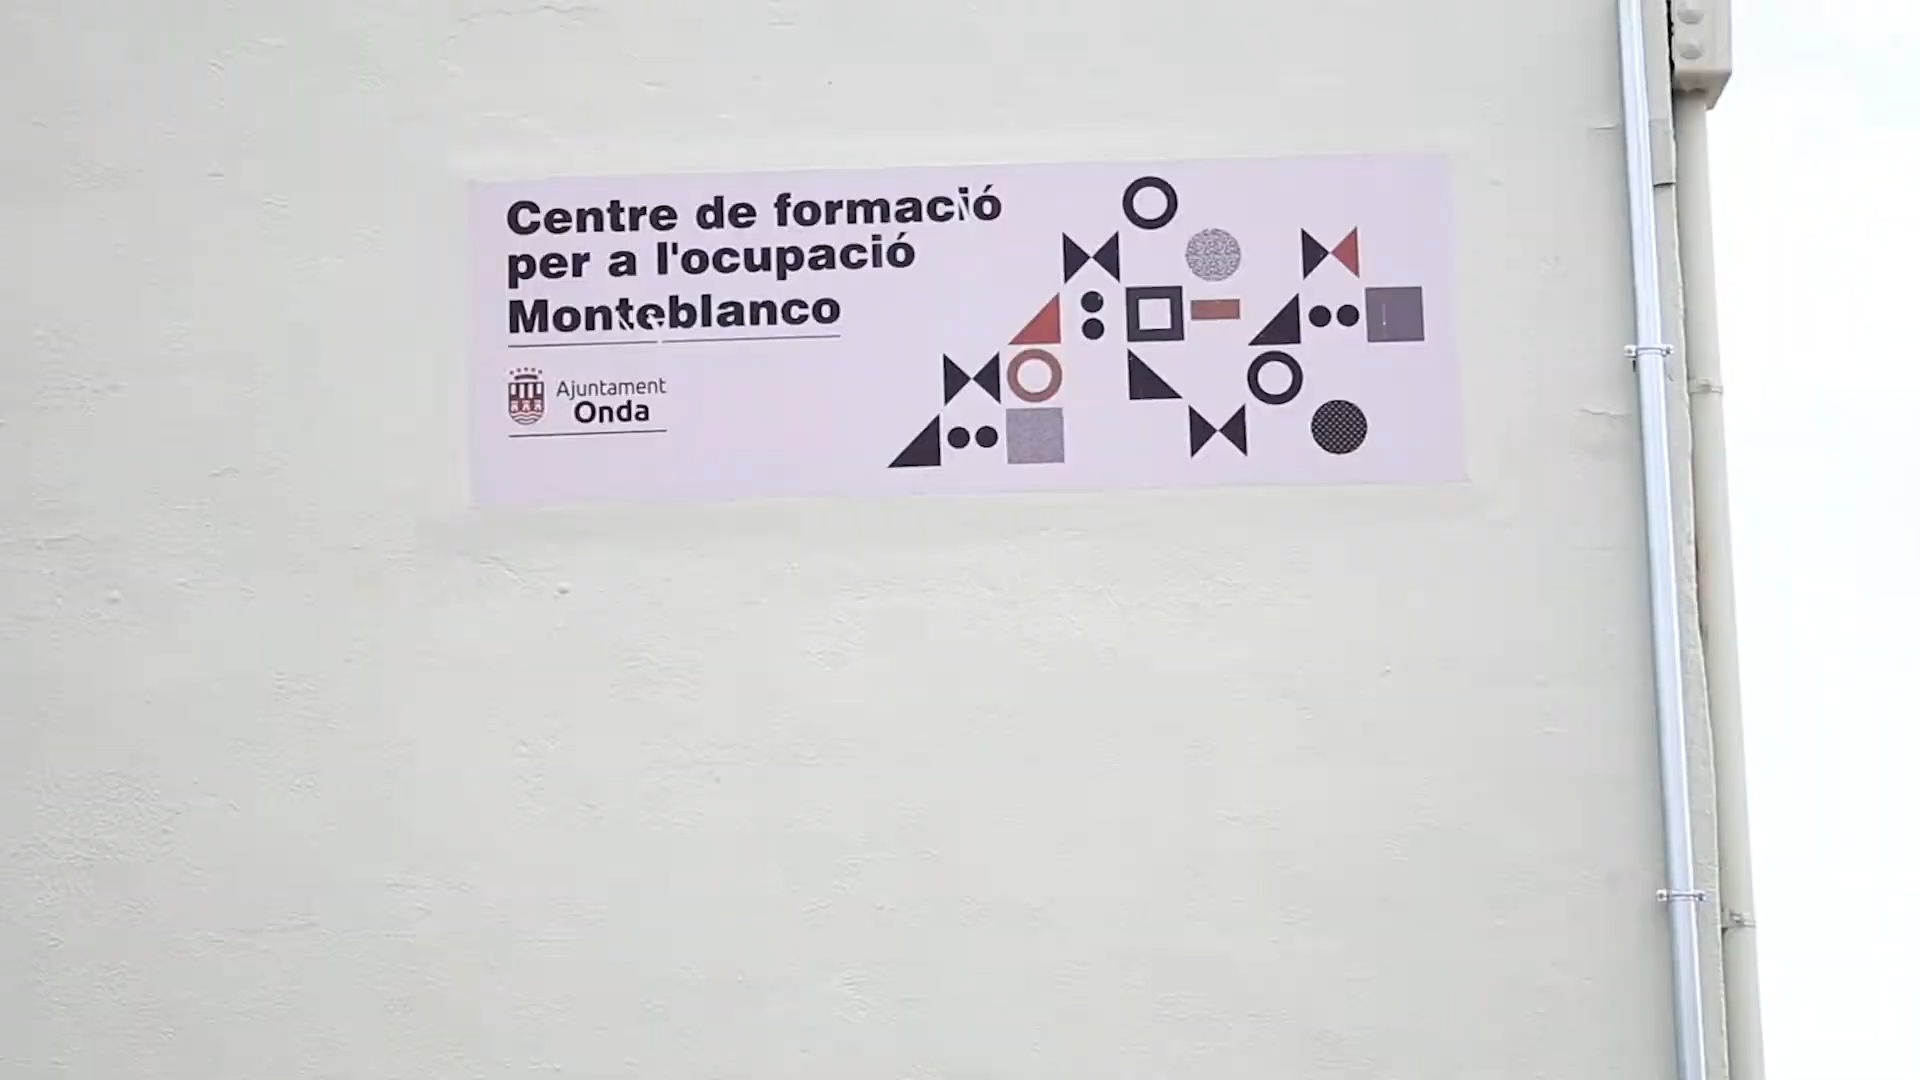 Centre de formació
per a l'ocupació
Monteblanco
Ajuntament
Onda